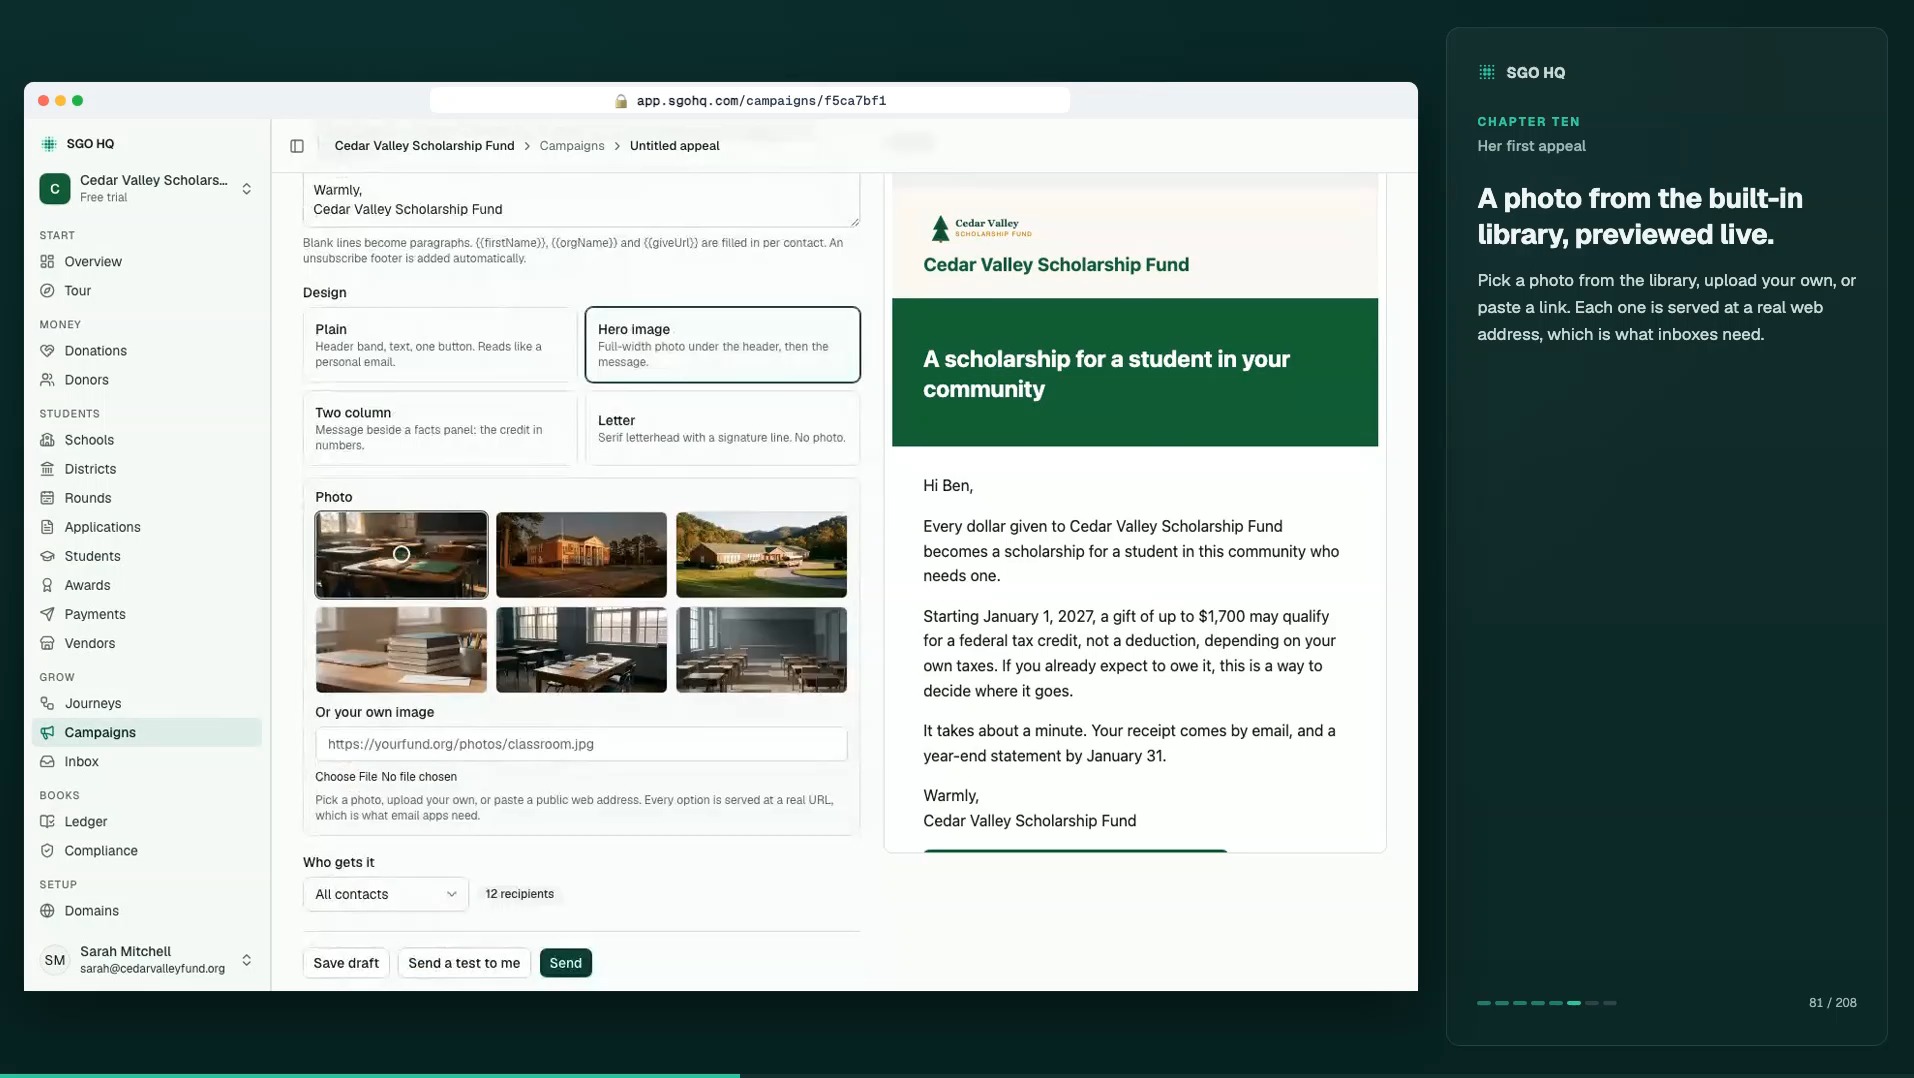 app.sgohq.com/campaigns/f5ca7bf1
SGO HQ
C
Cedar Valley Scholars...
Free trial
START
Overview
Tour
MONEY
Donations
Donors
STUDENTS
Schools
Districts
Rounds
Applications
Students
Awards
Payments
Vendors
GROW
Journeys
Campaigns
Inbox
BOOKS
Ledger
Compliance
SETUP
Domains
SM
Sarah Mitchell
sarah@cedarvalleyfund.org
Cedar Valley Scholarship Fund > Campaigns > Untitled appeal
Warmly,
Cedar Valley Scholarship Fund
Blank lines become paragraphs. {{firstName}}, {{orgName}} and {{giveUrl}} are filled in per contact. An
unsubscribe footer is added automatically.
Design
Plain
Header band, text, one button. Reads like a
personal email.
Hero image
Full-width photo under the header, then the
message.
Two column
Message beside a facts panel: the credit in
numbers.
Letter
Serif letterhead with a signature line. No photo.
Photo
Or your own image
https://yourfund.org/photos/classroom.jpg
Choose File No file chosen
Pick a photo, upload your own, or paste a public web address. Every option is served at a real URL,
which is what email apps need.
Who gets it
All contacts
12 recipients
Save draft
Send a test to me
Send
Cedar Valley
SCHOLARSHIP FUND
Cedar Valley Scholarship Fund
A scholarship for a student in your
community
Hi Ben,
Every dollar given to Cedar Valley Scholarship Fund
becomes a scholarship for a student in this community who
needs one.
Starting January 1, 2027, a gift of up to $1,700 may qualify
for a federal tax credit, not a deduction, depending on your
own taxes. If you already expect to owe it, this is a way to
decide where it goes.
It takes about a minute. Your receipt comes by email, and a
year-end statement by January 31.
Warmly,
Cedar Valley Scholarship Fund
SGO HQ
CHAPTER TEN
Her first appeal
A photo from the built-in
library, previewed live.
Pick a photo from the library, upload your own, or
paste a link. Each one is served at a real web
address, which is what inboxes need.
81 / 208